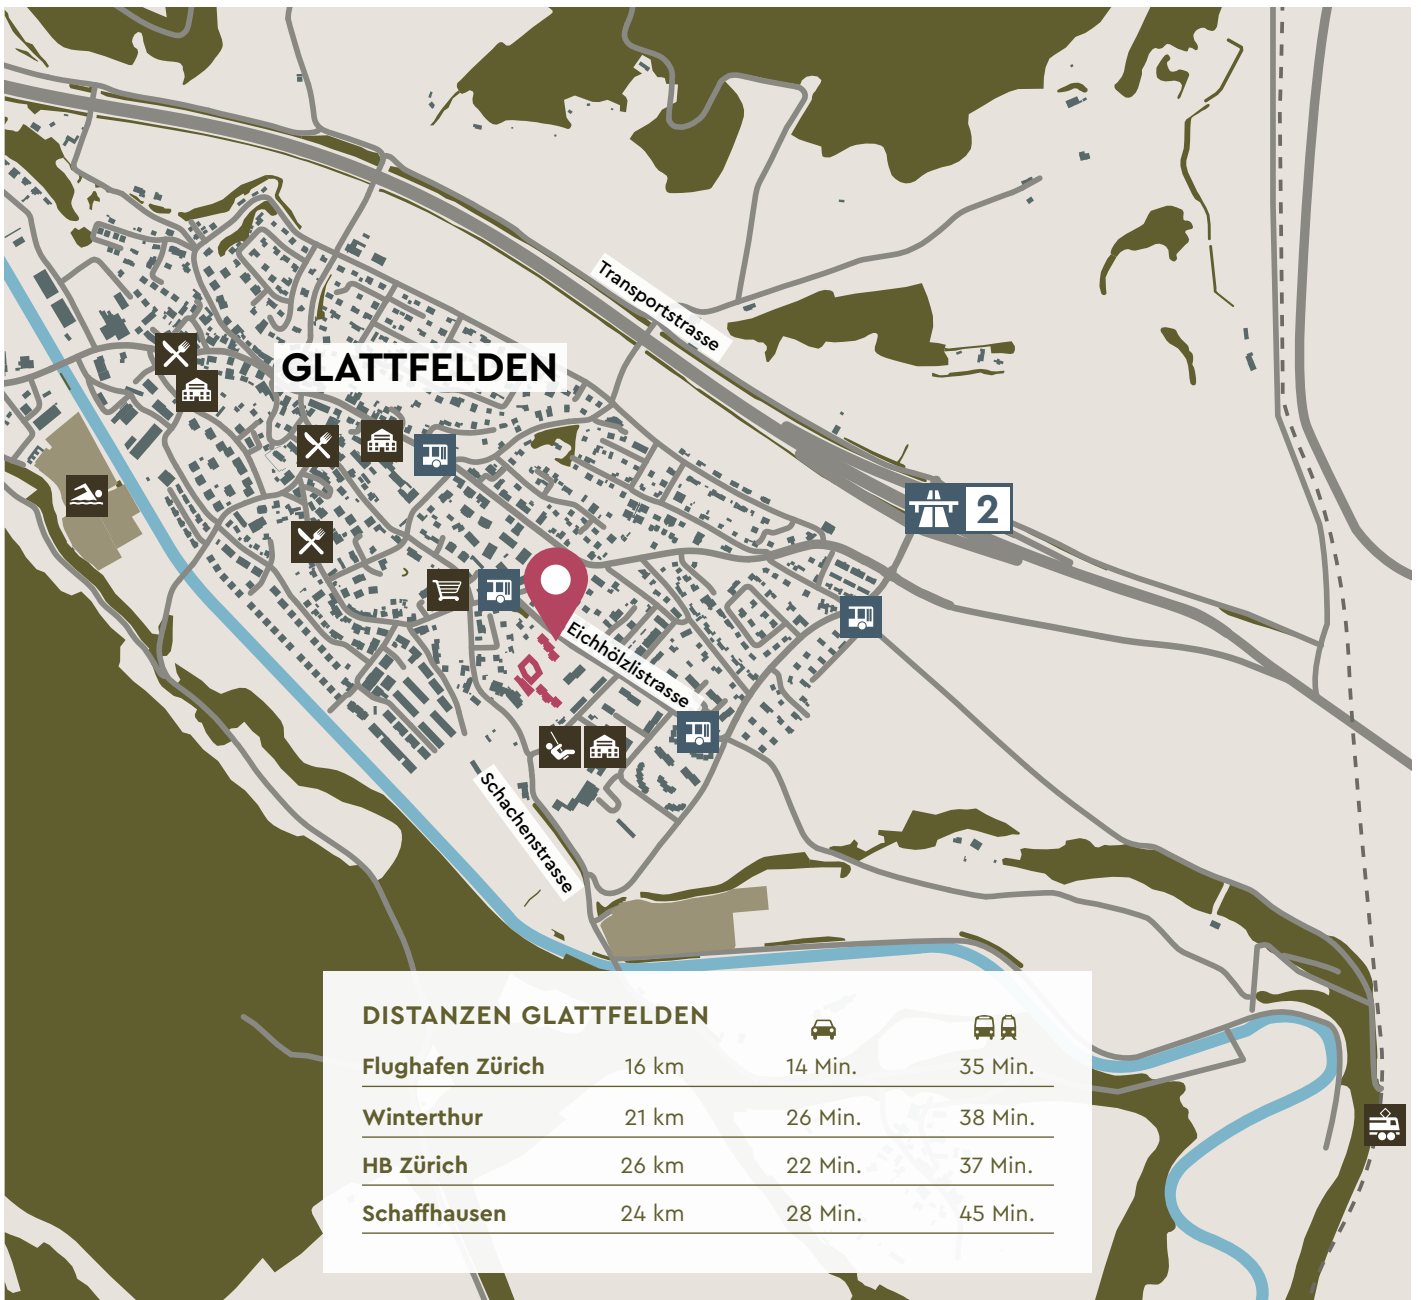 Transportstrasse
GLATTFELDEN
2
Eichhölzlistrasse
Schachenstrasse
DISTANZEN GLATTFELDEN
Flughafen Zürich 16 km 14 Min. 35 Min.
Winterthur 21 km 26 Min. 38 Min.
HB Zürich 26 km 22 Min. 37 Min.
Schaffhausen 24 km 28 Min. 45 Min.